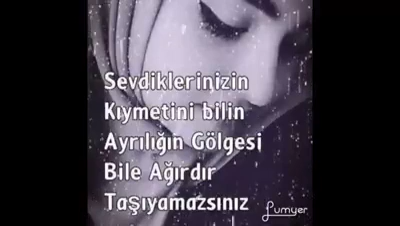 Sevdiklerinizin
Kıymetini bilin
Ayrılığın Gölgesi
Bile Ağırdır
Taşıyamazsınız
Lumyer